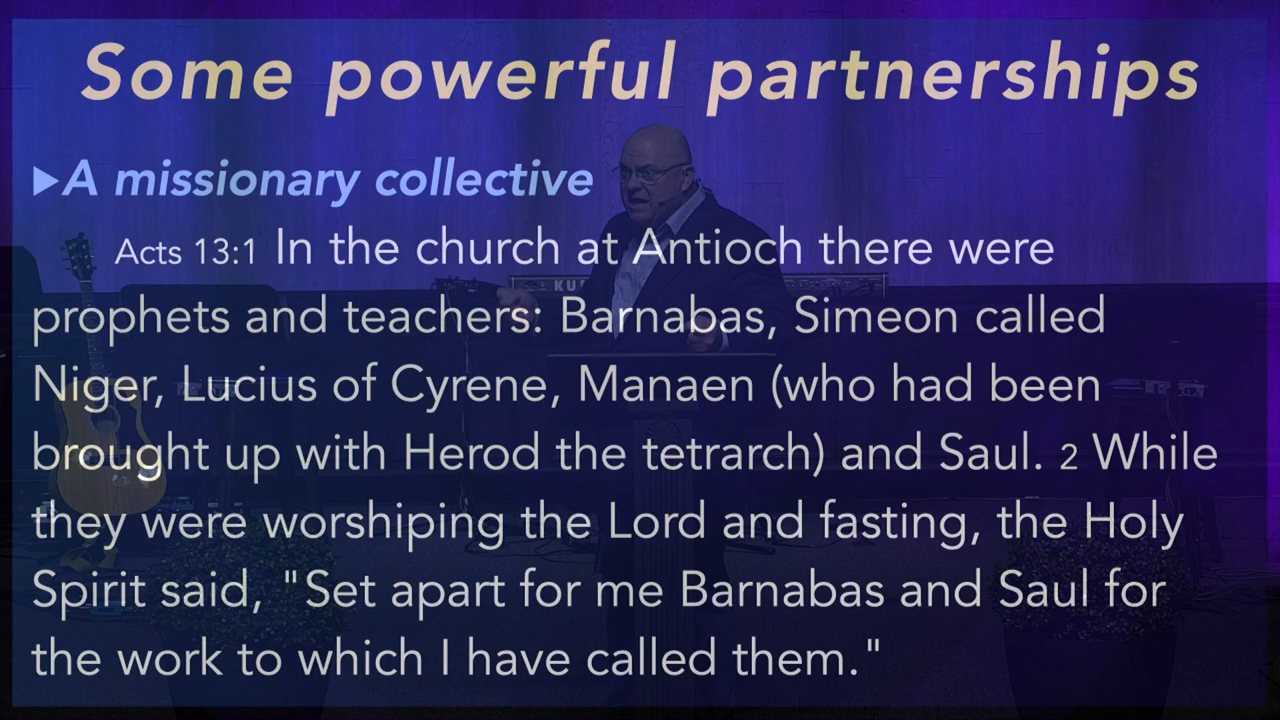 Some powerful partnerships
▶A missionary collective
Acts 13:1 In the church at Antioch there were
prophets and teachers: Barnabas, Simeon called
Niger, Lucius of Cyrene, Manaen (who had been
brought up with Herod the tetrarch) and Saul. 2 While
they were worshiping the Lord and fasting, the Holy
Spirit said, "Set apart for me Barnabas and Saul for
the work to which I have called them."